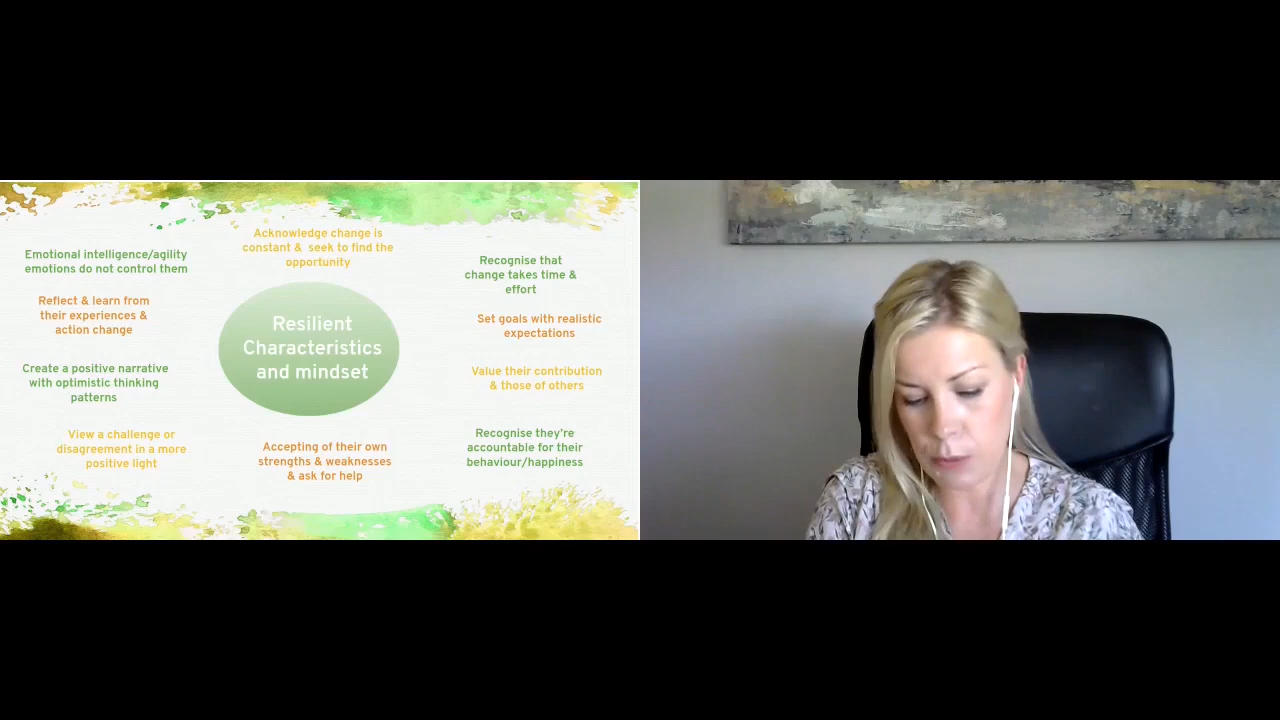 Acknowledge change is
constant & seek to find the
opportunity
Emotional intelligence/agility
emotions do not control them
Recognise that
change takes time &
effort
Reflect & learn from
their experiences &
action change
Resilient
Characteristics
and mindset
Set goals with realistic
expectations
Create a positive narrative
with optimistic thinking
patterns
Value their contribution
& those of others
View a challenge or
disagreement in a more
positive light
Accepting of their own
strengths & weaknesses
& ask for help
Recognise they're
accountable for their
behaviour/happiness